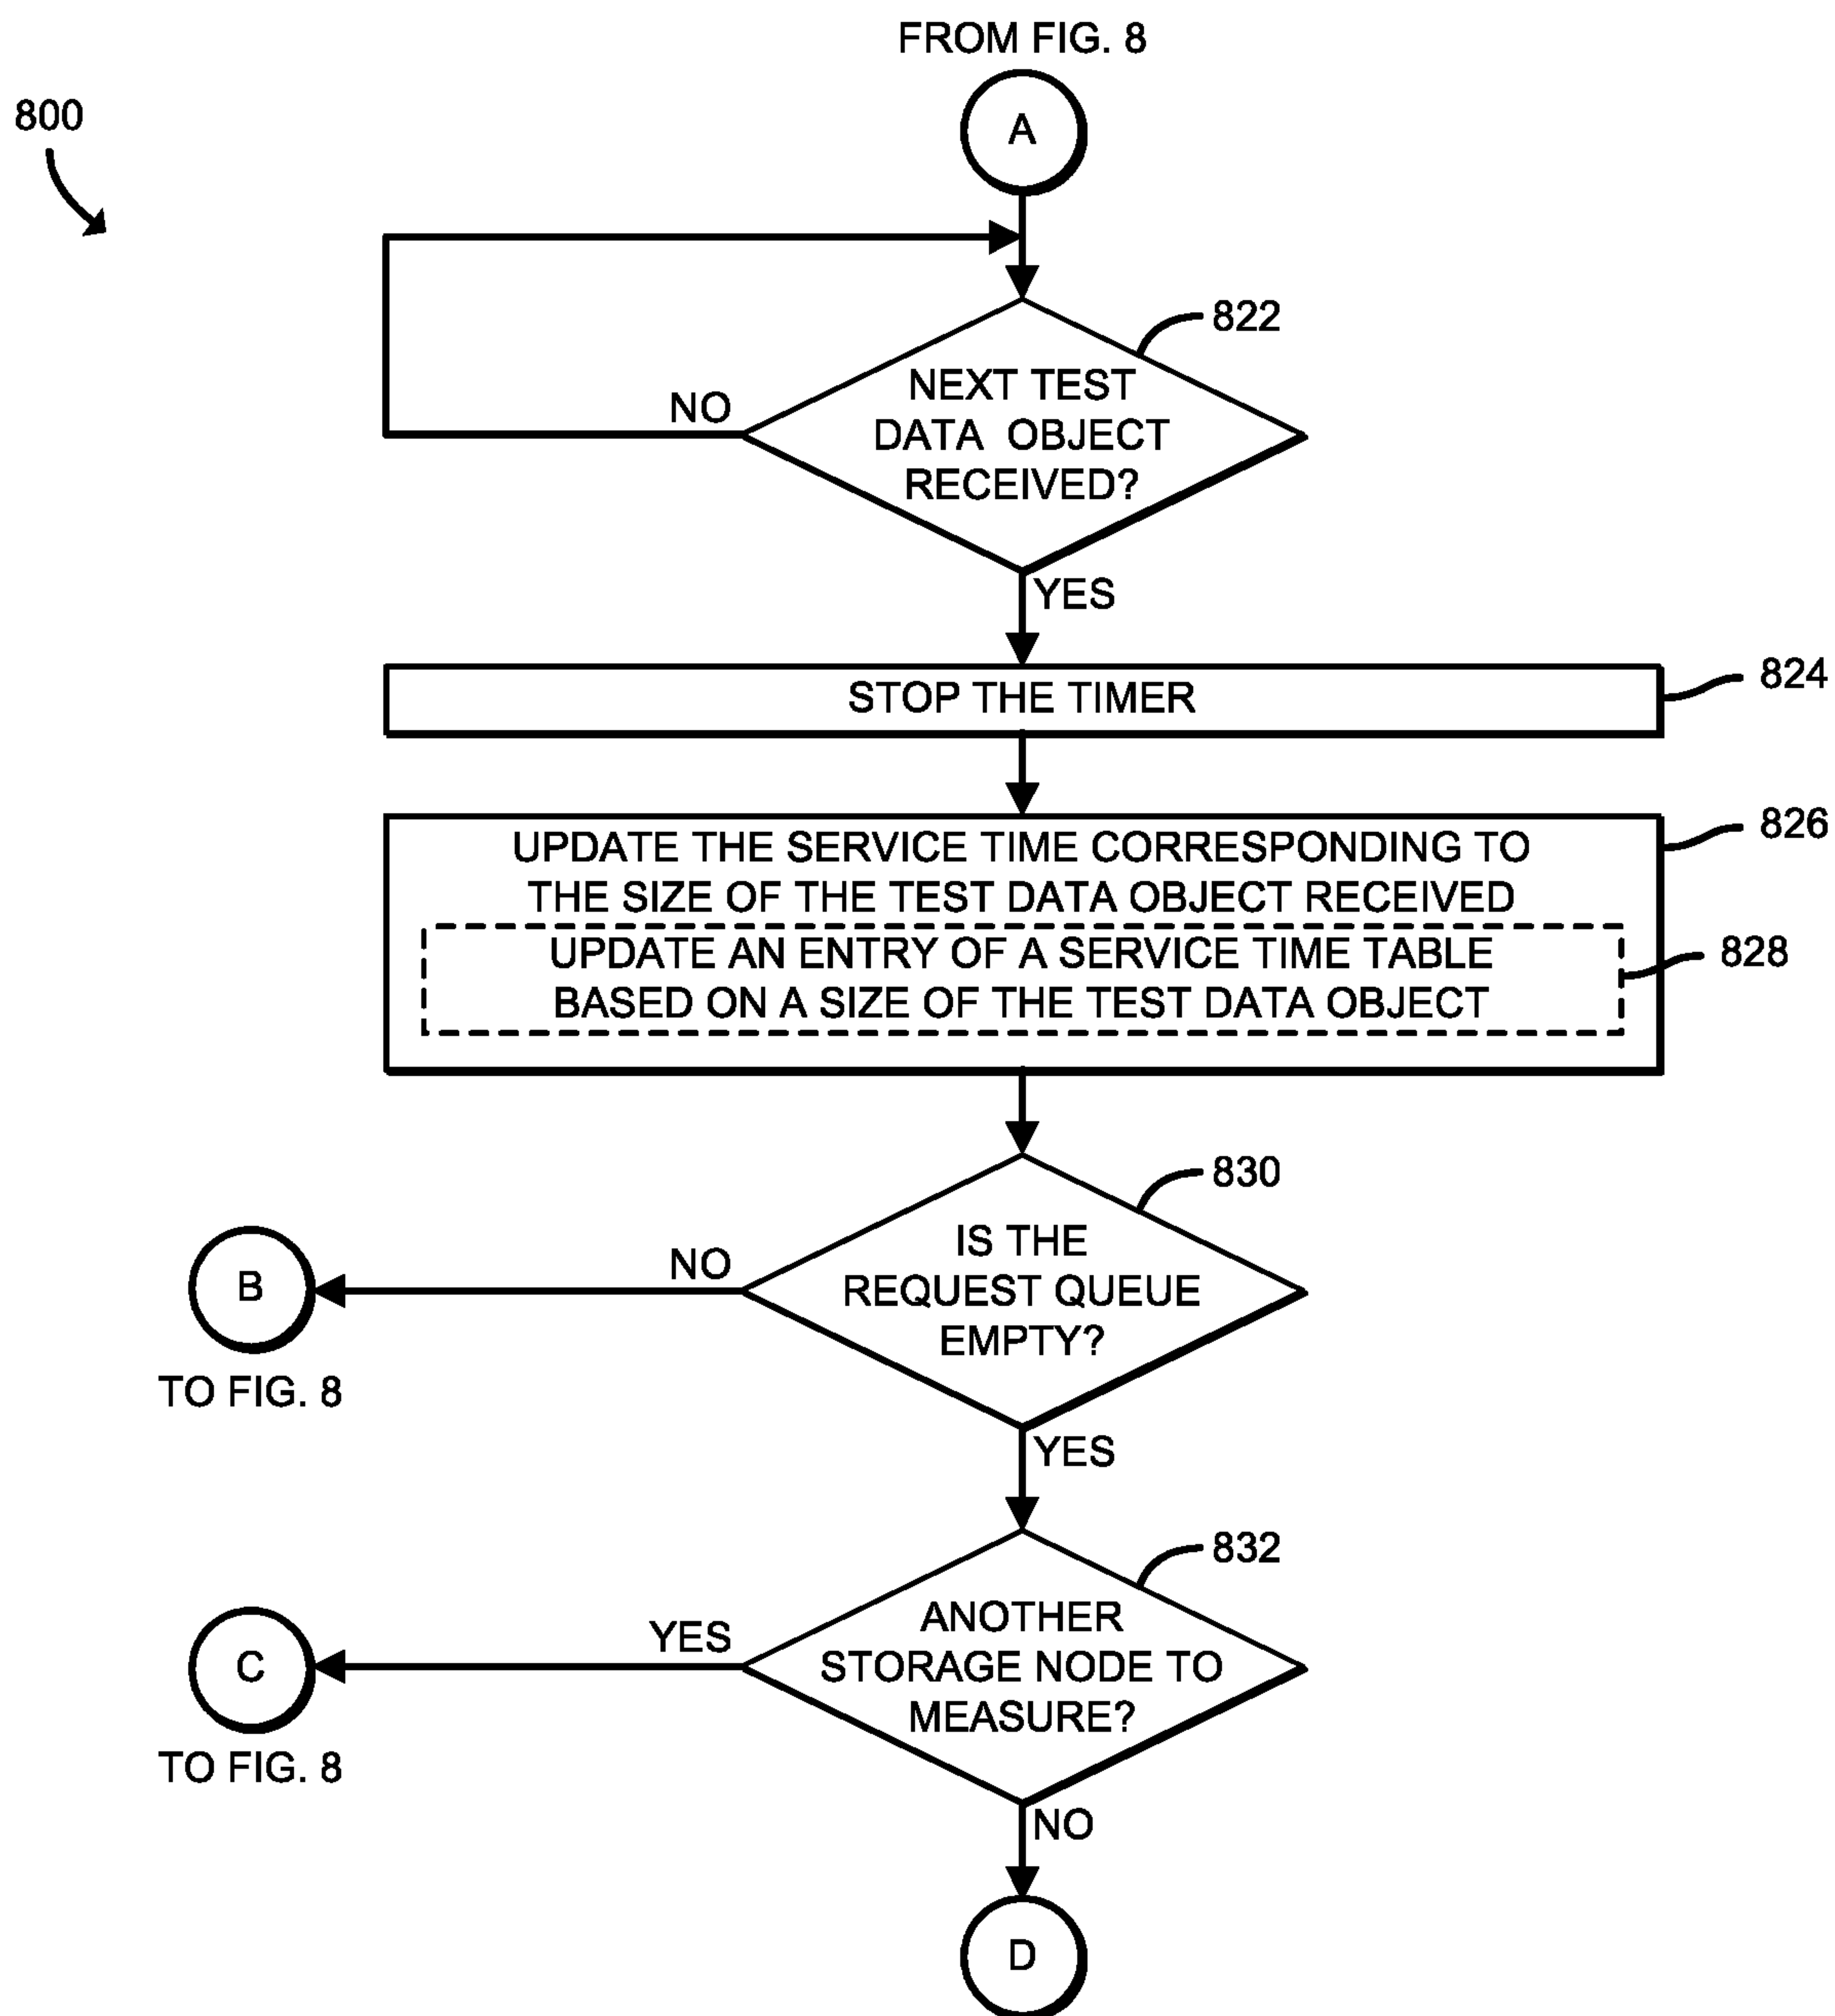 FROM FIG. 8
A
800
822
NEXT TEST
DATA OBJECT
RECEIVED?
NO
YES
STOP THE TIMER
824
UPDATE THE SERVICE TIME CORRESPONDING TO
THE SIZE OF THE TEST DATA OBJECT RECEIVED
826
UPDATE AN ENTRY OF A SERVICE TIME TABLE
BASED ON A SIZE OF THE TEST DATA OBJECT
828
830
IS THE
REQUEST QUEUE
EMPTY?
NO
B
TO FIG. 8
YES
832
ANOTHER
STORAGE NODE TO
MEASURE?
YES
C
TO FIG. 8
NO
D